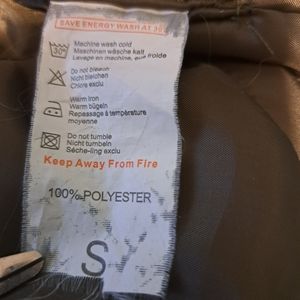 SAVE ENERGY WASH AT 30
30°
Machine wash cold
Maschinen wäsche kalt
Lavage en machine, eau froide
Do not bleach
Nicht bleichen
Chlore exclu
Warm iron
Warm bügeln
Repassage à température
moyenne
Do not tumble
Nicht tumbeln
Sèche-ling exclu
Keep Away From Fire
100% POLYESTER
S